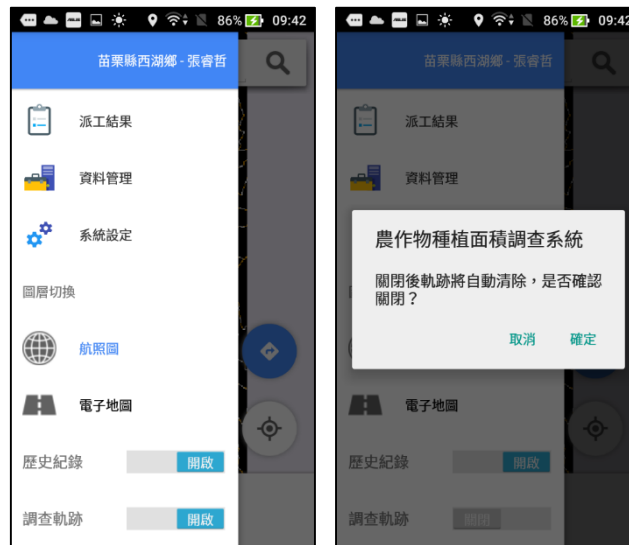 86% 09:42
苗栗縣西湖鄉 - 張睿哲
派工結果
資料管理
系統設定
圖層切換
航照圖
電子地圖
歷史紀錄 開啟
調查軌跡 開啟
86% 09:42
苗栗縣西湖鄉 - 張睿哲
派工結果
資料管理
農作物種植面積調查系統
關閉後軌跡將自動清除，是否確認
關閉？
取消 確定
電子地圖
歷史紀錄 開啟
調查軌跡 關閉